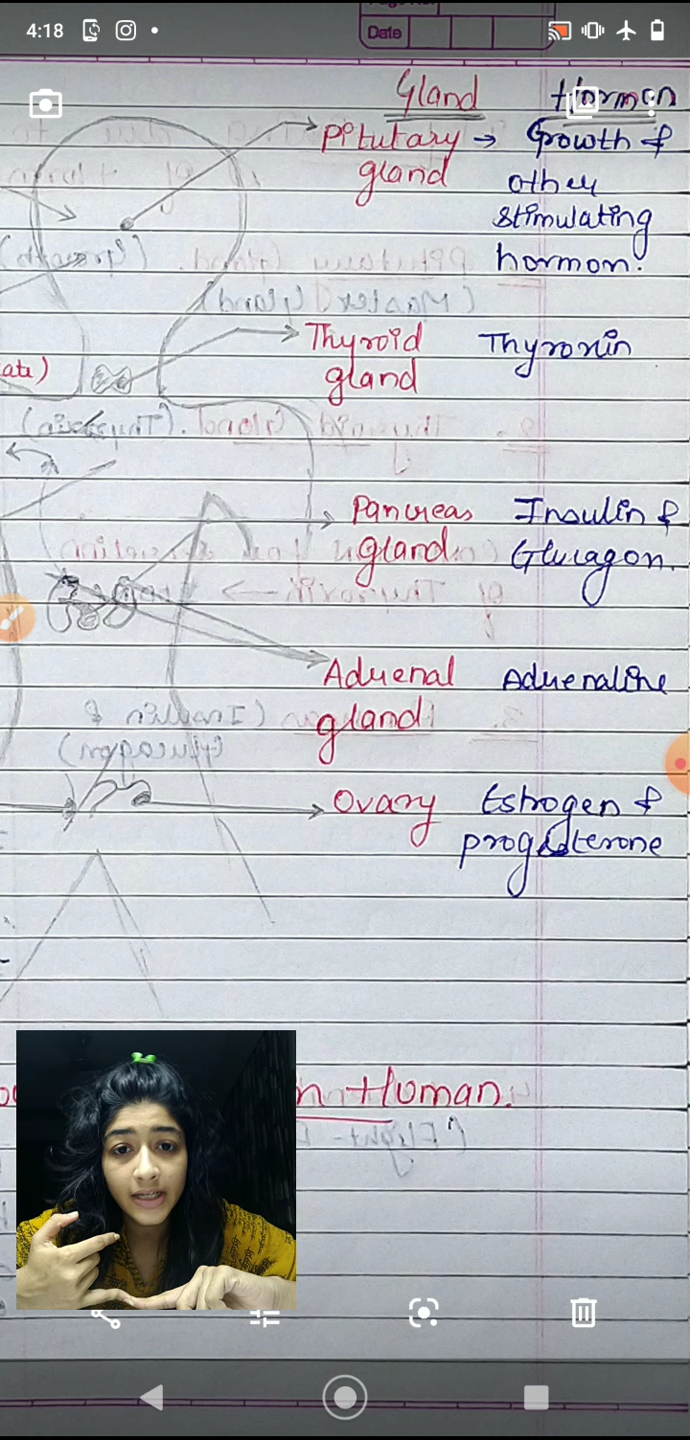 4:18
Date
Gland Hormon
Pitutary → Growth &
gland other
stimulating
hormon.
Thyroid Thyroxin
gland
ate)
Pancreas Insulin &
gland Glucagon.
Adrenal Adrenaline
gland
Ovary Estrogen &
progesterone
n Human.